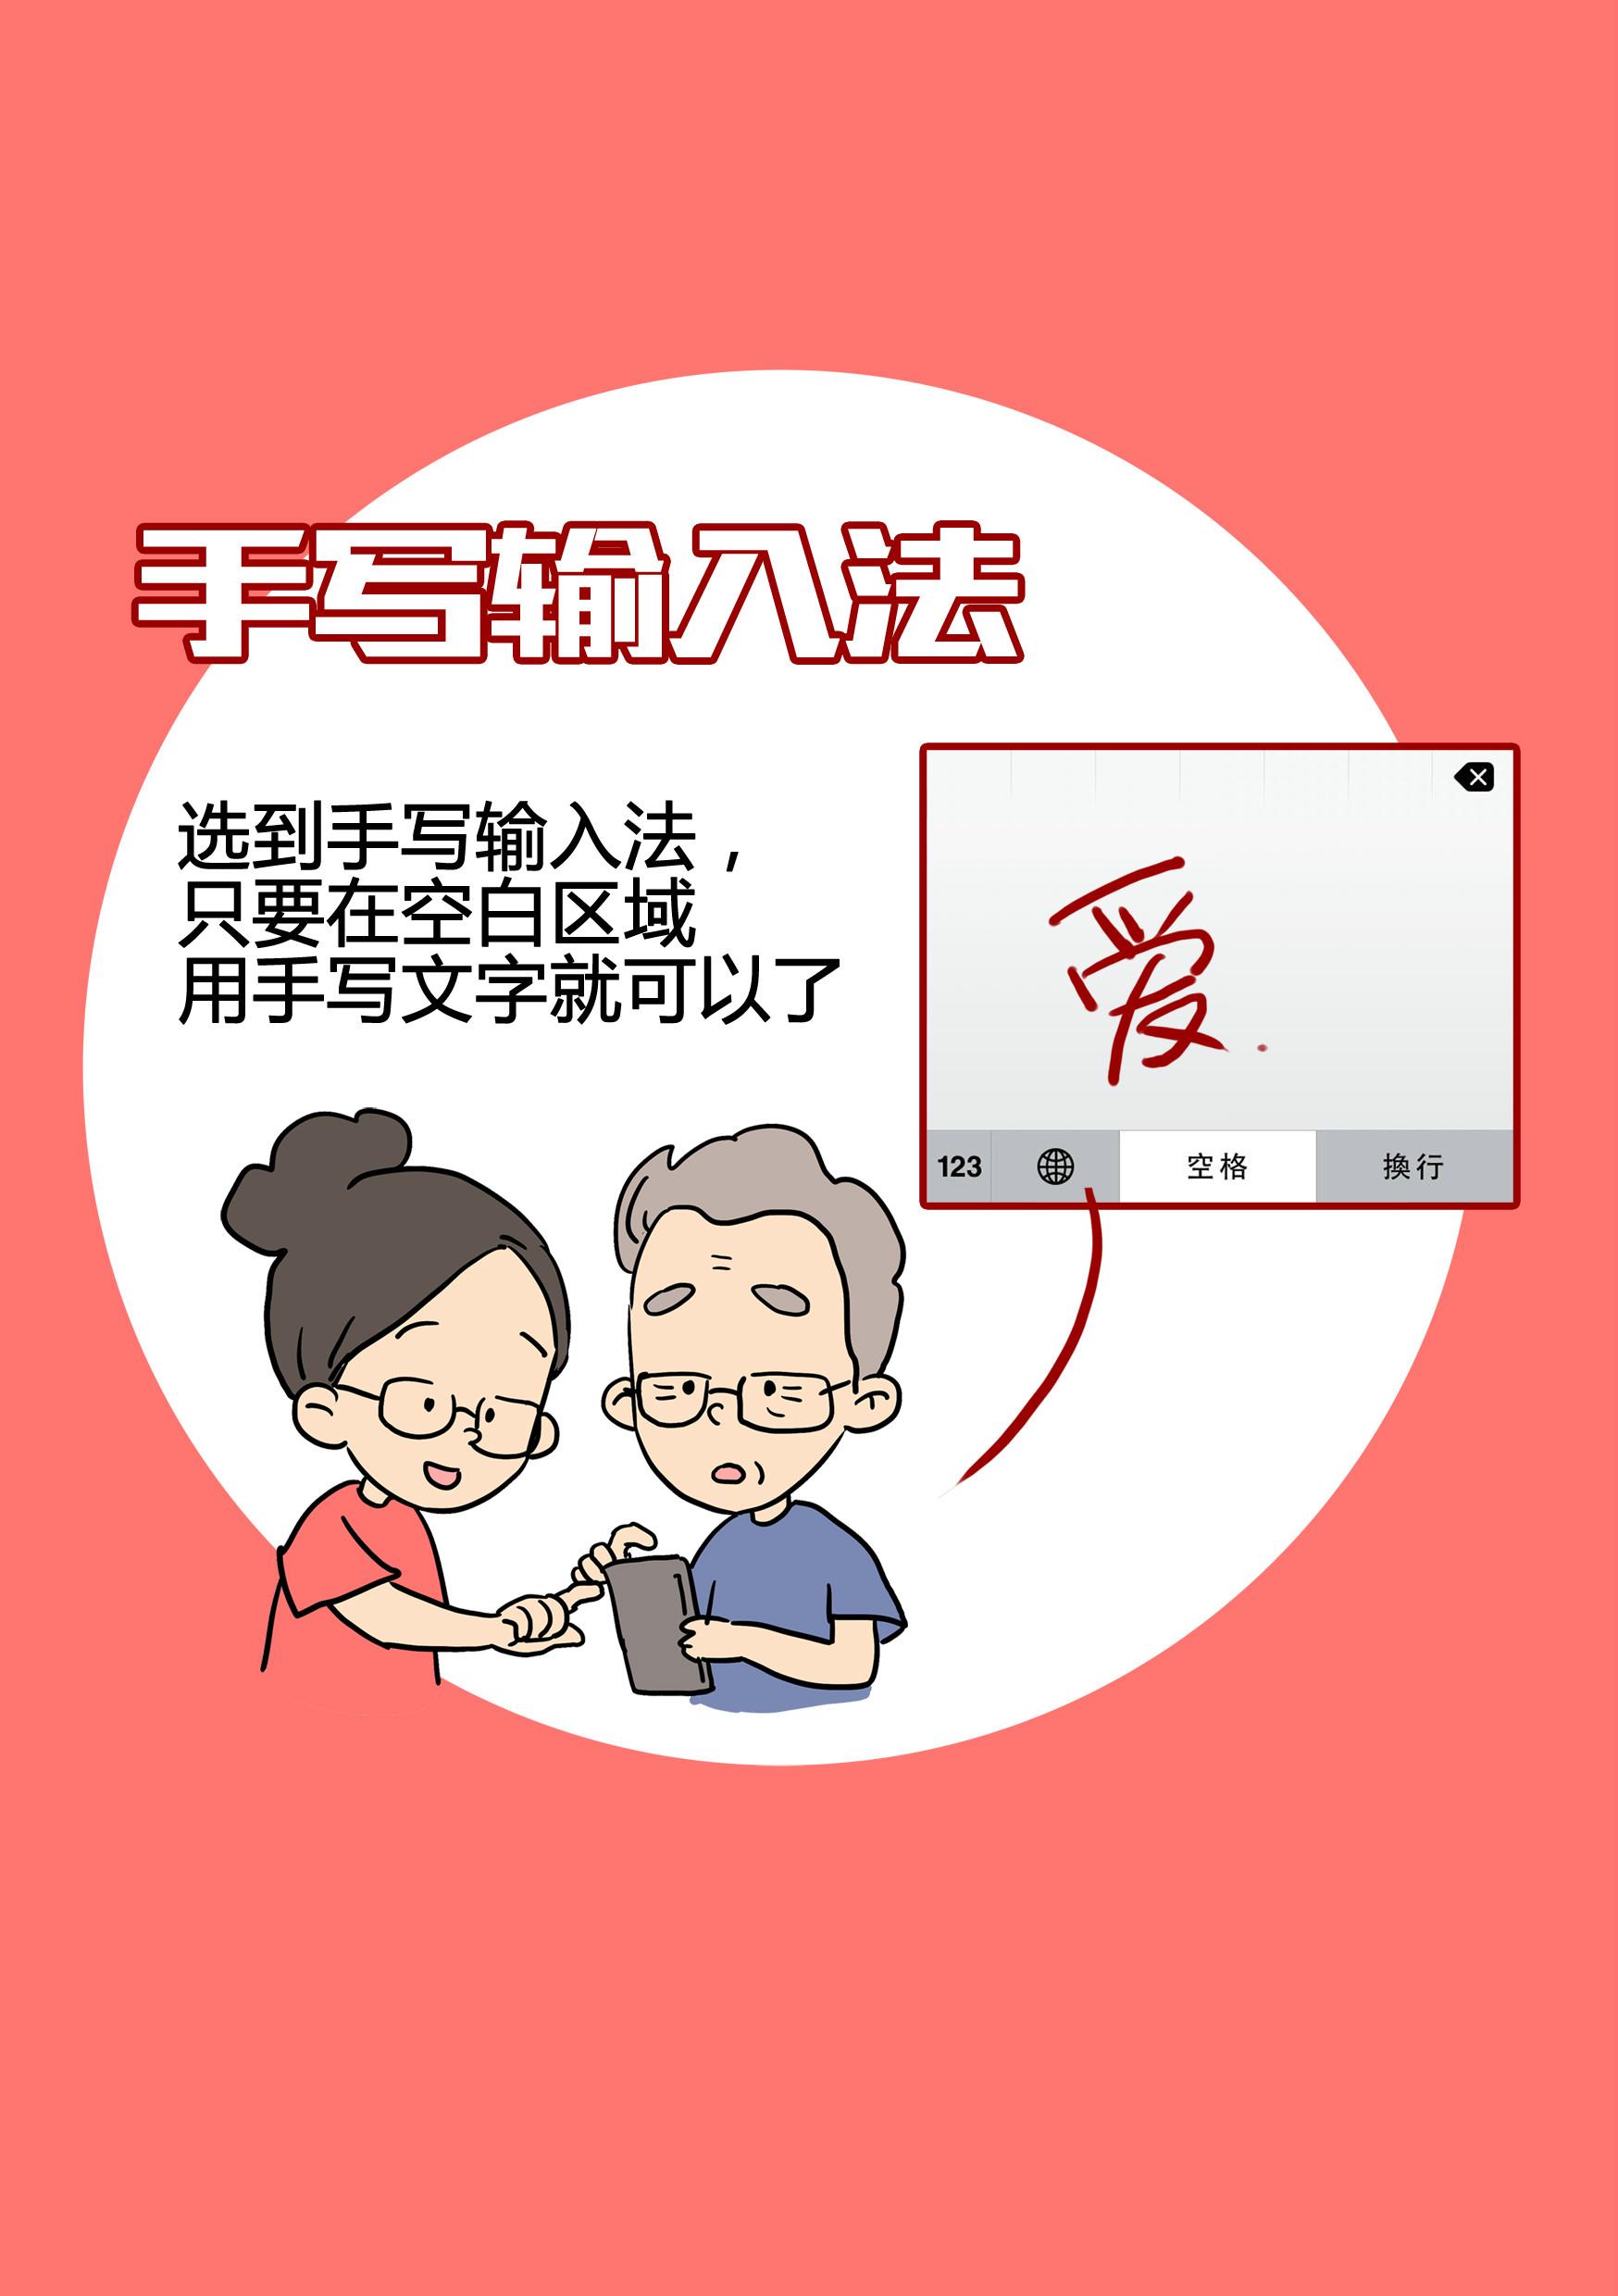 手写输入法
选到手写输入法，
只要在空白区域
用手写文字就可以了
爱
123 空格 換行